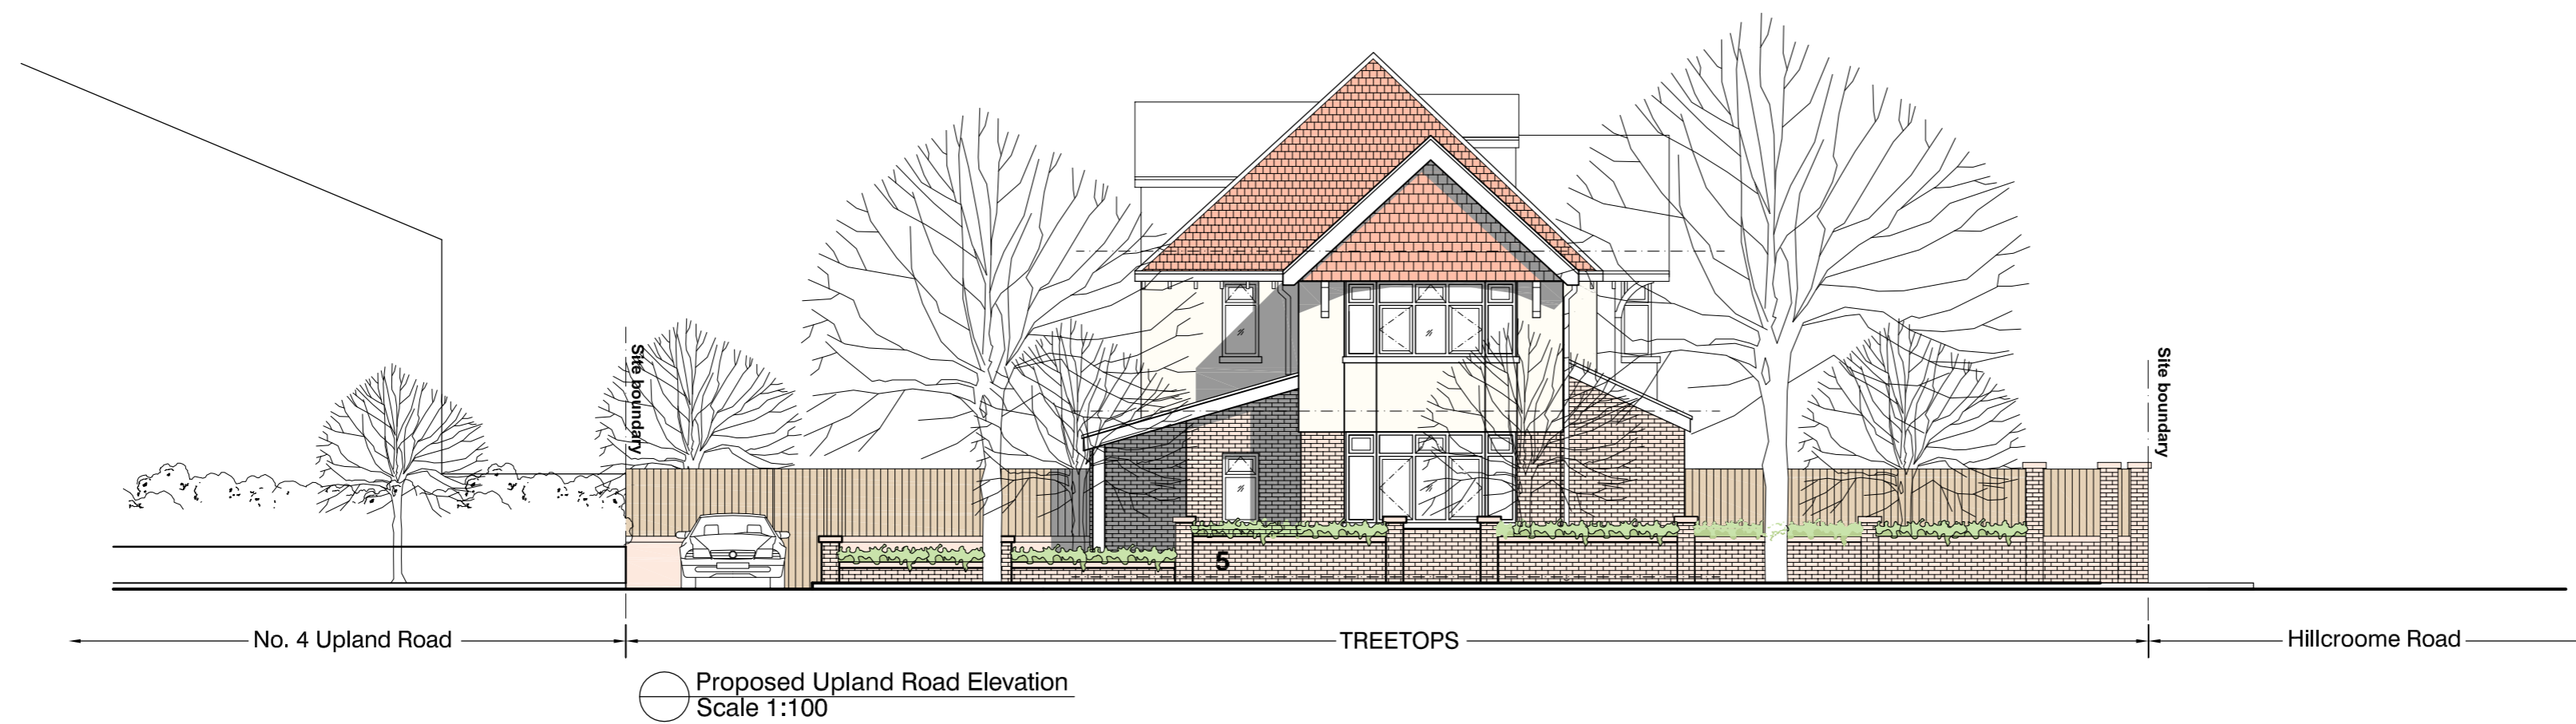 Site boundary
Site boundary
5
No. 4 Upland Road
TREETOPS
Hillcroome Road
Proposed Upland Road Elevation
Scale 1:100